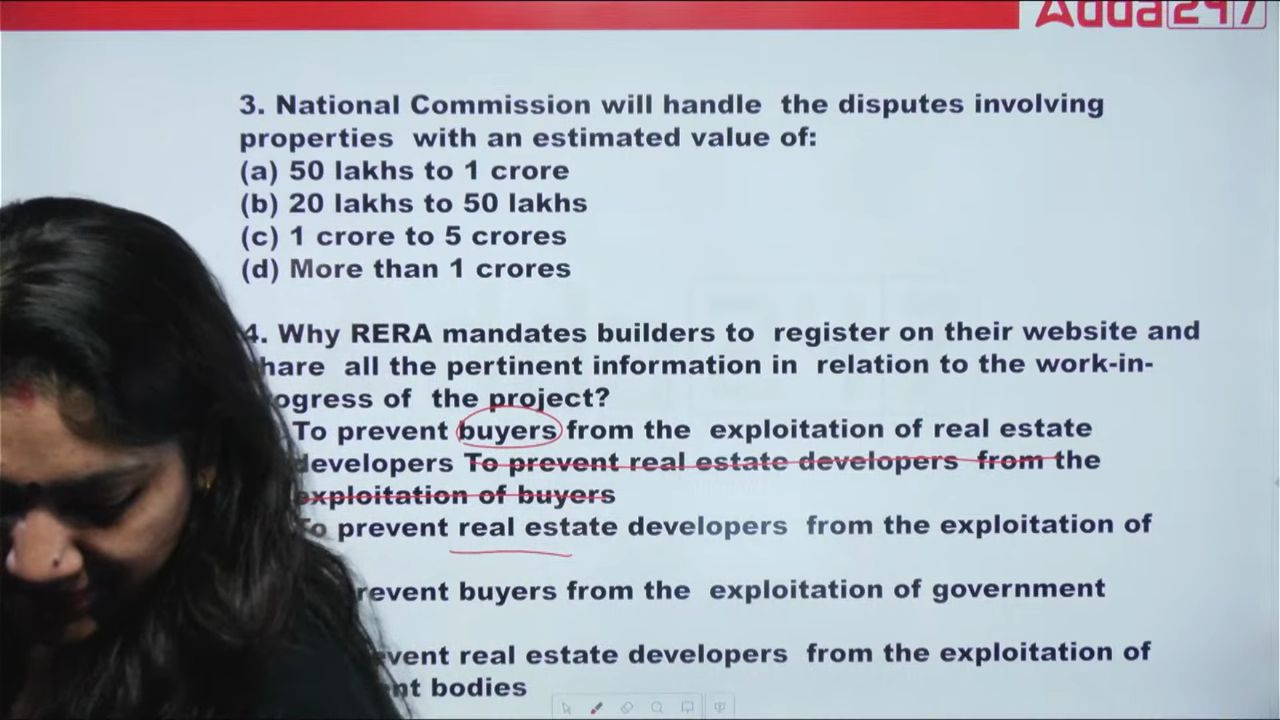 Adda247
3. National Commission will handle the disputes involving
properties with an estimated value of:
(a) 50 lakhs to 1 crore
(b) 20 lakhs to 50 lakhs
(c) 1 crore to 5 crores
(d) More than 1 crores
4. Why RERA mandates builders to register on their website and
hare all the pertinent information in relation to the work-in-
ogress of the project?
To prevent buyers from the exploitation of real estate
developers To prevent real estate developers from the
exploitation of buyers
To prevent real estate developers from the exploitation of
revent buyers from the exploitation of government
vent real estate developers from the exploitation of
nt bodies